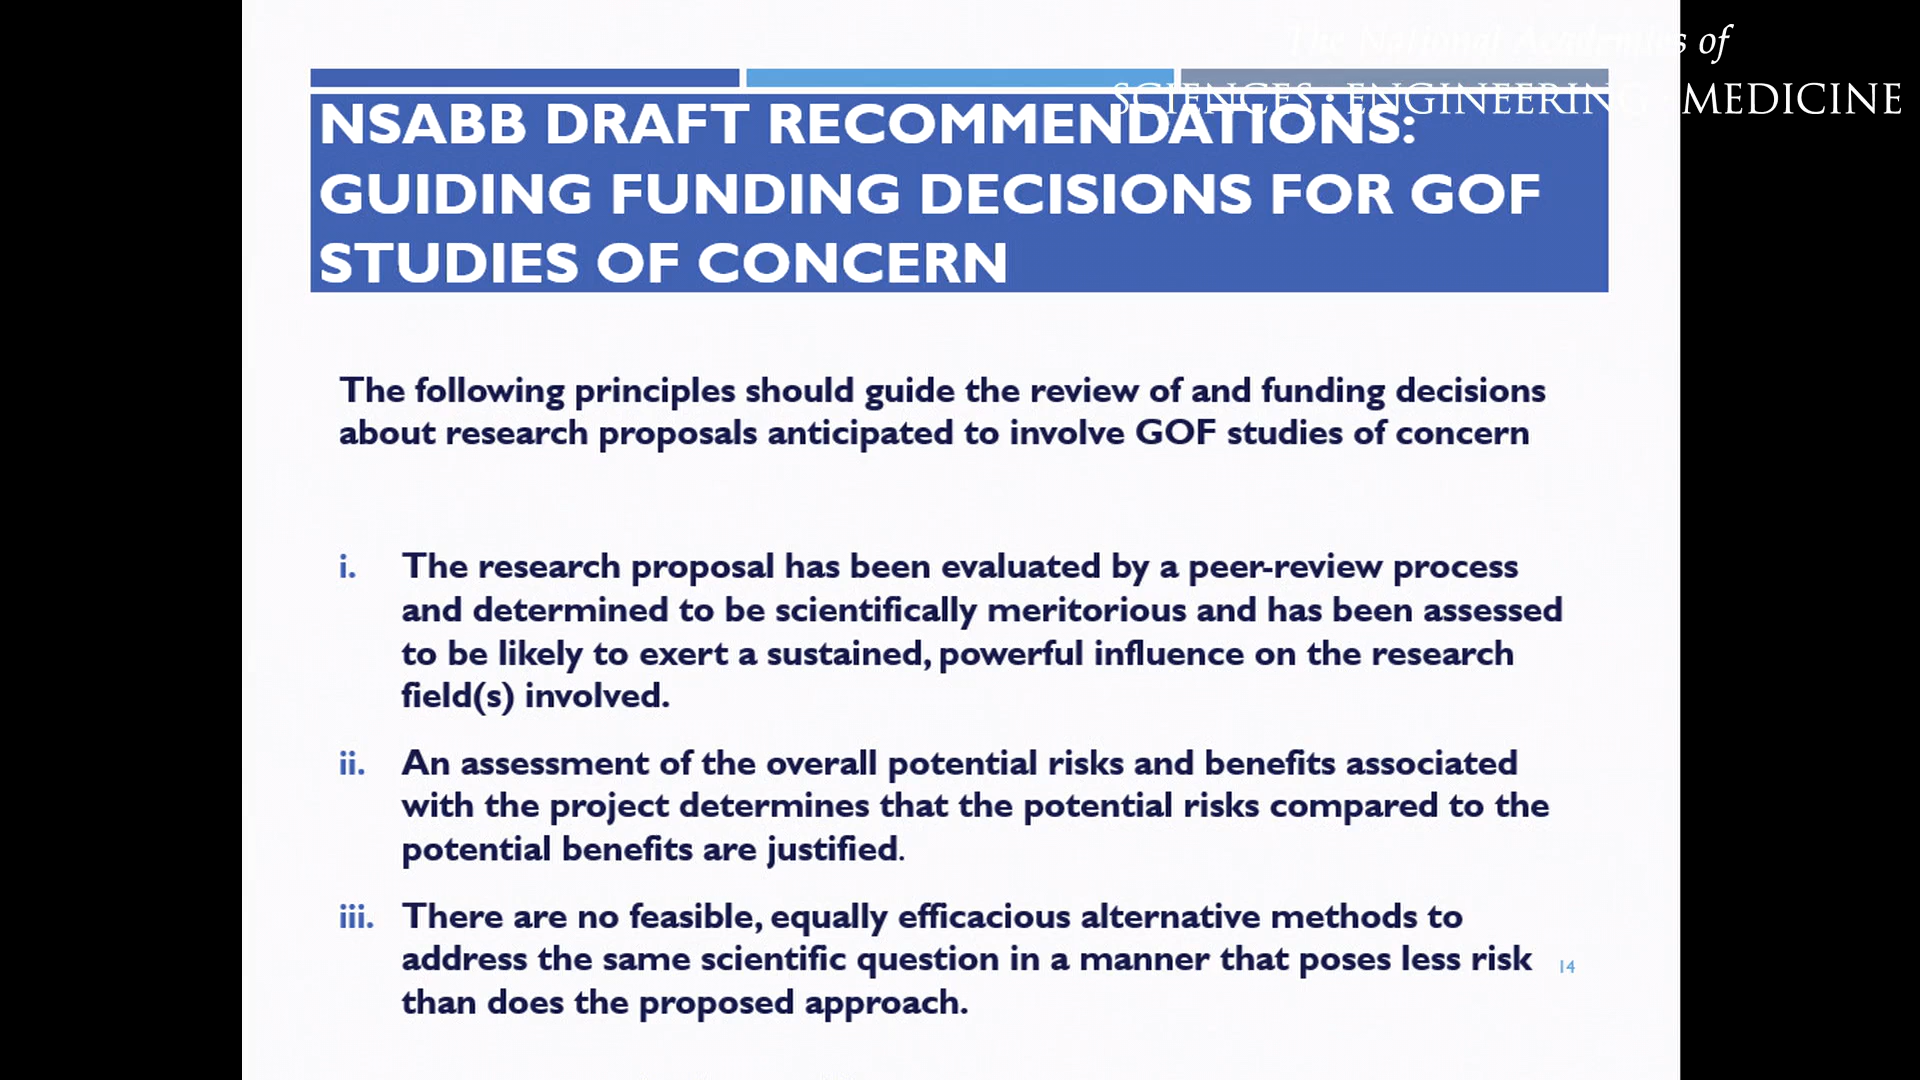 The National Academies of
SCIENCES · ENGINEERING · MEDICINE
NSABB DRAFT RECOMMENDATIONS:
GUIDING FUNDING DECISIONS FOR GOF
STUDIES OF CONCERN
The following principles should guide the review of and funding decisions
about research proposals anticipated to involve GOF studies of concern
i. The research proposal has been evaluated by a peer-review process
and determined to be scientifically meritorious and has been assessed
to be likely to exert a sustained, powerful influence on the research
field(s) involved.
ii. An assessment of the overall potential risks and benefits associated
with the project determines that the potential risks compared to the
potential benefits are justified.
iii. There are no feasible, equally efficacious alternative methods to
address the same scientific question in a manner that poses less risk
than does the proposed approach.
14